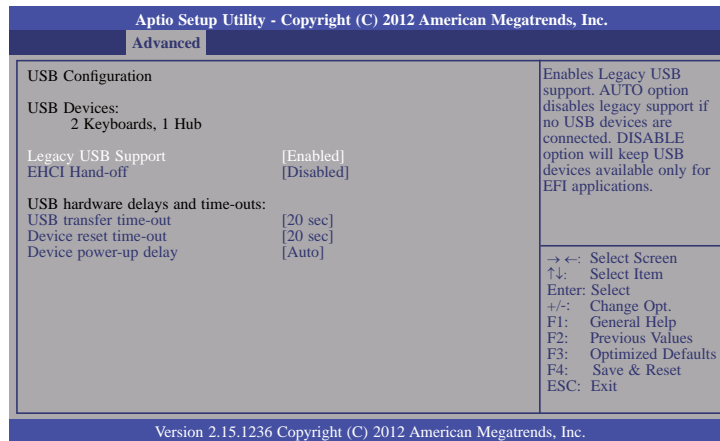 Aptio Setup Utility - Copyright (C) 2012 American Megatrends, Inc.
Advanced
USB Configuration
USB Devices:
2 Keyboards, 1 Hub
Legacy USB Support [Enabled]
EHCI Hand-off [Disabled]
USB hardware delays and time-outs:
USB transfer time-out [20 sec]
Device reset time-out [20 sec]
Device power-up delay [Auto]
Enables Legacy USB
support. AUTO option
disables legacy support if
no USB devices are
connected. DISABLE
option will keep USB
devices available only for
EFI applications.
→ ←: Select Screen
↑↓: Select Item
Enter: Select
+/-: Change Opt.
F1: General Help
F2: Previous Values
F3: Optimized Defaults
F4: Save & Reset
ESC: Exit
Version 2.15.1236 Copyright (C) 2012 American Megatrends, Inc.